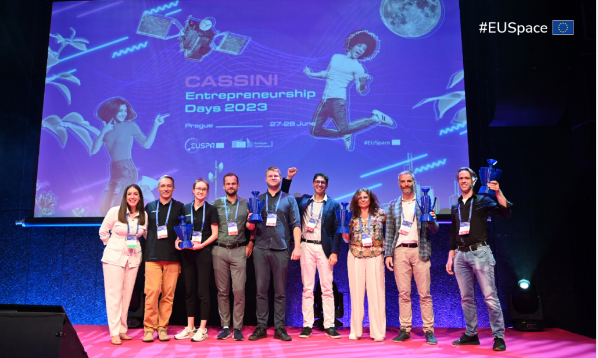 #EUSpace
CASSINI
Entrepreneurship
Days 2023
Prague 27-28 June
EUSPA
#EUSpace